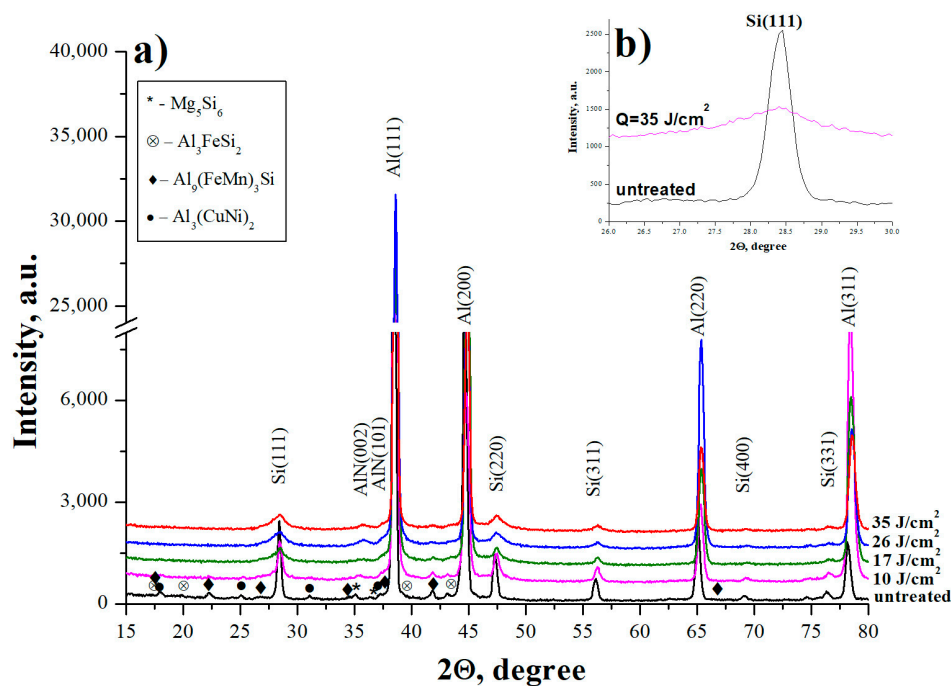 a)
40,000
35,000
30,000
25,000
6,000
3,000
0
Intensity, a.u.
* - Mg5Si6
⊗ – Al3FeSi2
♦ – Al9(FeMn)3Si
● – Al3(CuNi)2
Si(111)
AlN(002)
AlN(101)
Al(111)
Al(200)
Si(220)
Si(311)
Al(220)
Si(400)
Si(331)
Al(311)
35 J/cm2
26 J/cm2
17 J/cm2
10 J/cm2
untreated
15 20 25 30 35 40 45 50 55 60 65 70 75 80
2Θ, degree
b)
Si(111)
2500
2000
1500
1000
500
0
Intensity, a.u.
Q=35 J/cm2
untreated
26.0 26.5 27.0 27.5 28.0 28.5 29.0 29.5 30.0
2Θ, degree